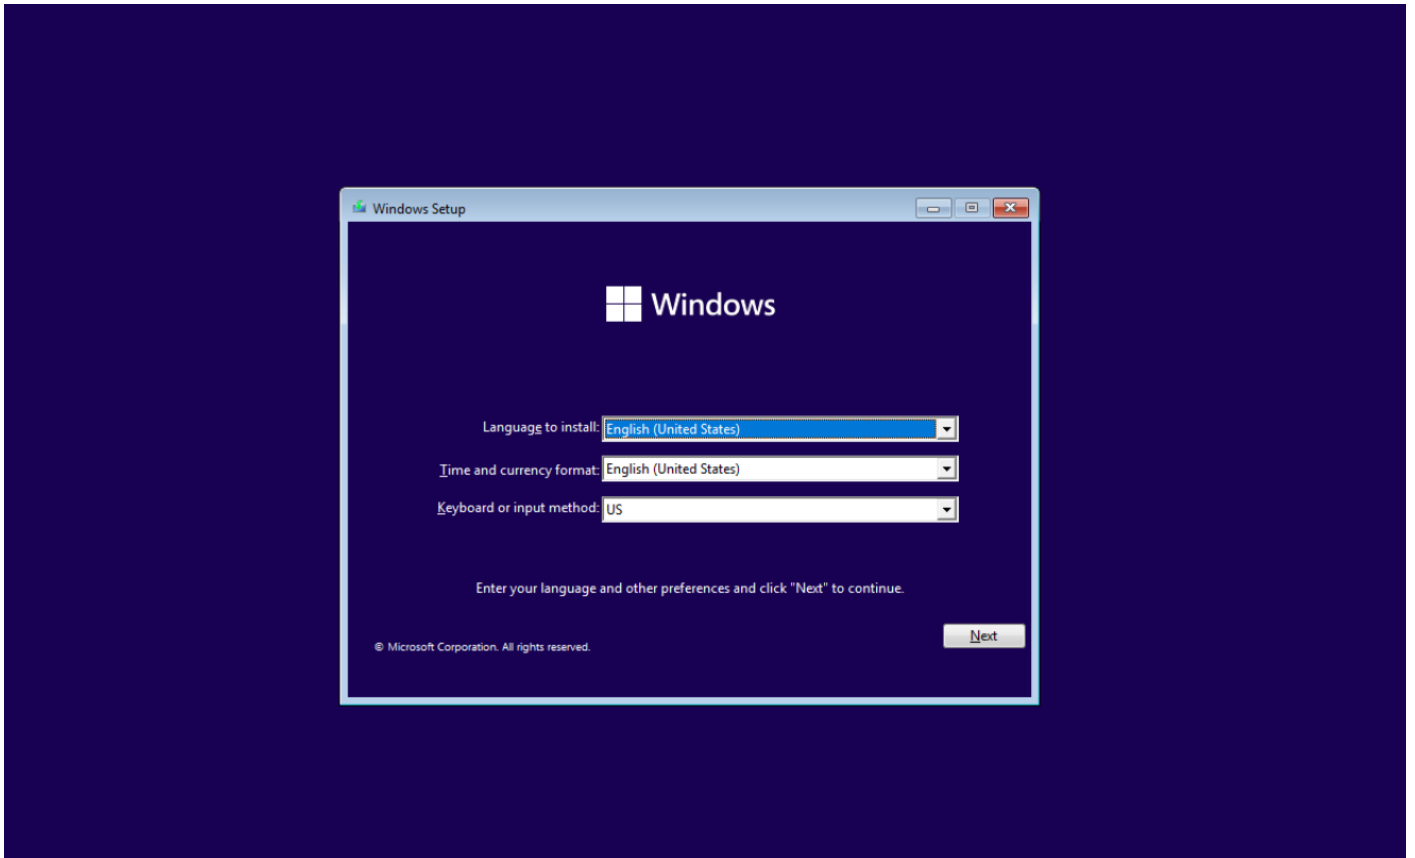 Windows Setup
Windows
Language to install: English (United States)
Time and currency format: English (United States)
Keyboard or input method: US
Enter your language and other preferences and click "Next" to continue.
Next
© Microsoft Corporation. All rights reserved.